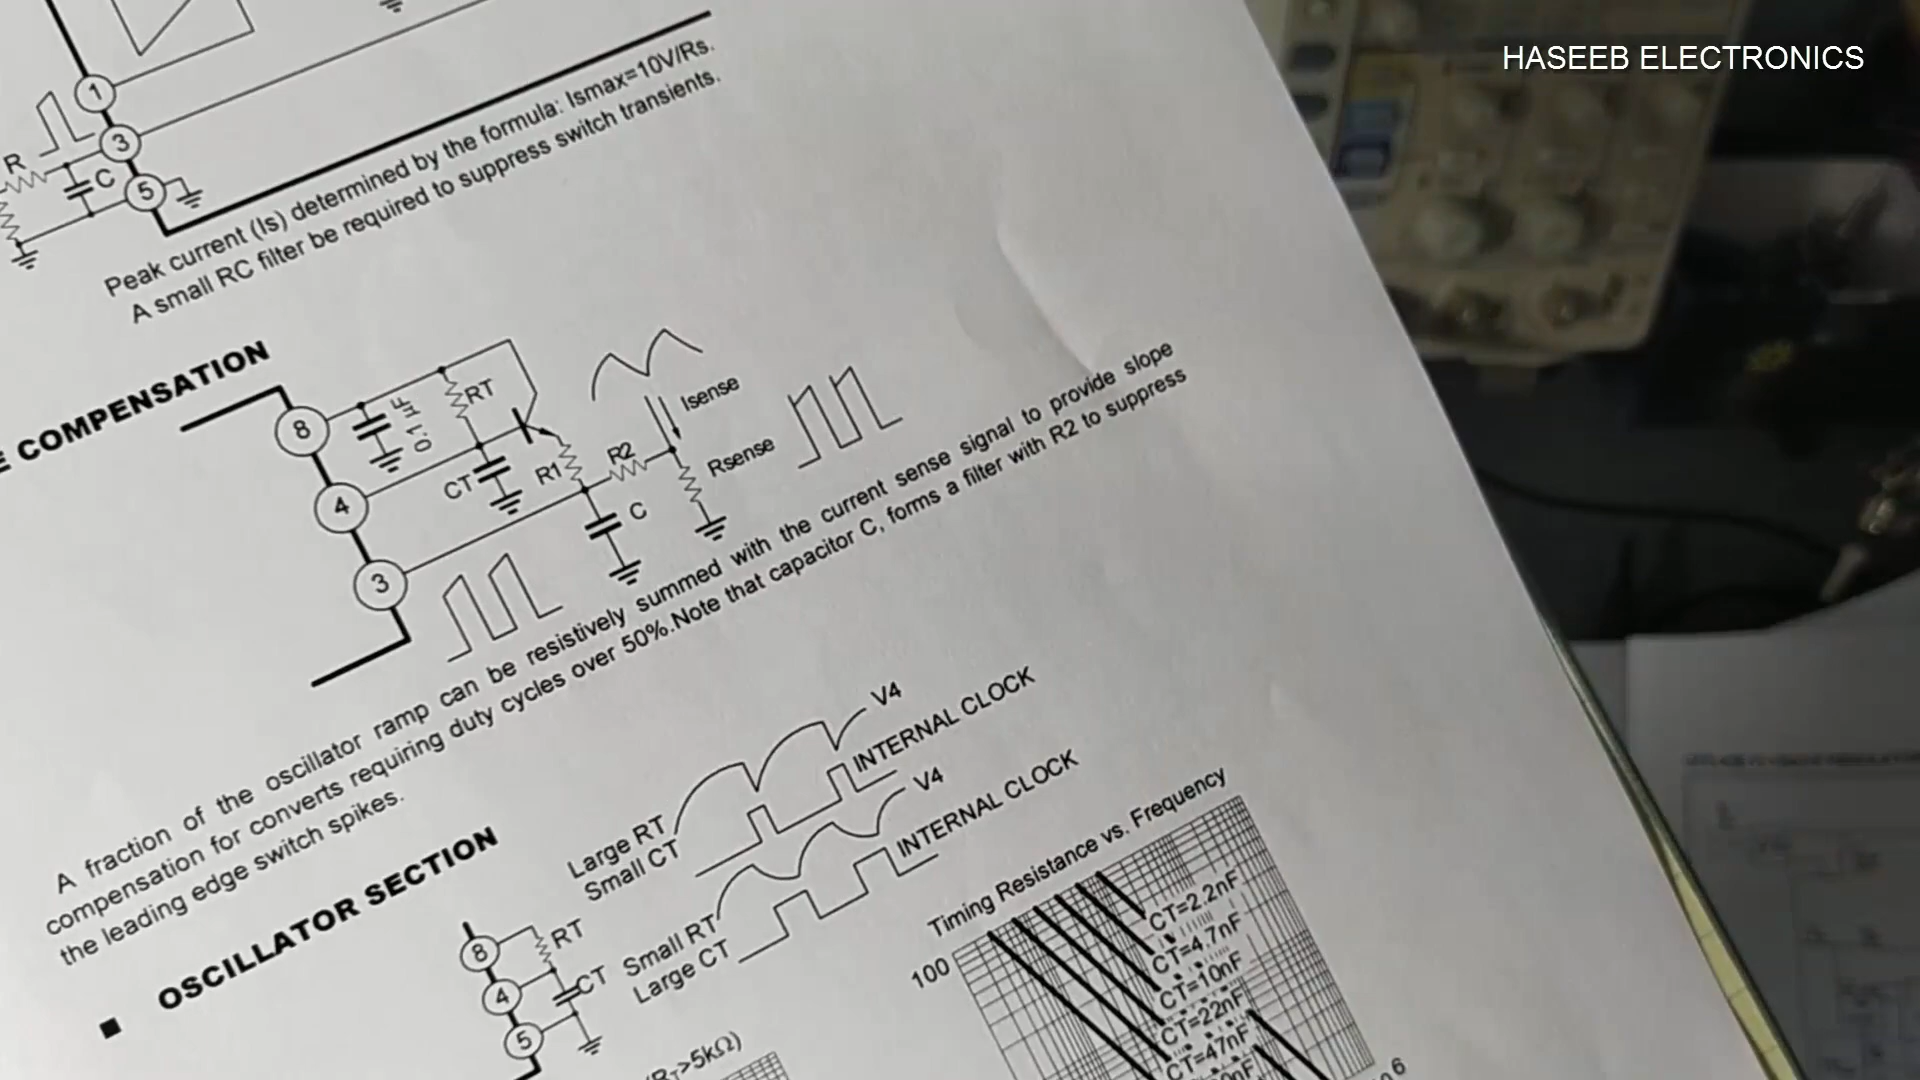 HASEEB ELECTRONICS
1
3
5
R
C
Peak current (Is) determined by the formula: Ismax=10V/Rs.
A small RC filter be required to suppress switch transients.
E COMPENSATION
8
4
3
RT
CT
R1
R2
C
Isense
Rsense
A fraction of the oscillator ramp can be resistively summed with the current sense signal to provide slope
compensation for converts requiring duty cycles over 50%.Note that capacitor C, forms a filter with R2 to suppress
the leading edge switch spikes.
■ OSCILLATOR SECTION
8
4
5
RT
CT
Large RT
Small CT
V4
INTERNAL CLOCK
Small RT
Large CT
V4
INTERNAL CLOCK
Timing Resistance vs. Frequency
100
CT=2.2nF
CT=4.7nF
CT=10nF
CT=22nF
CT=47nF